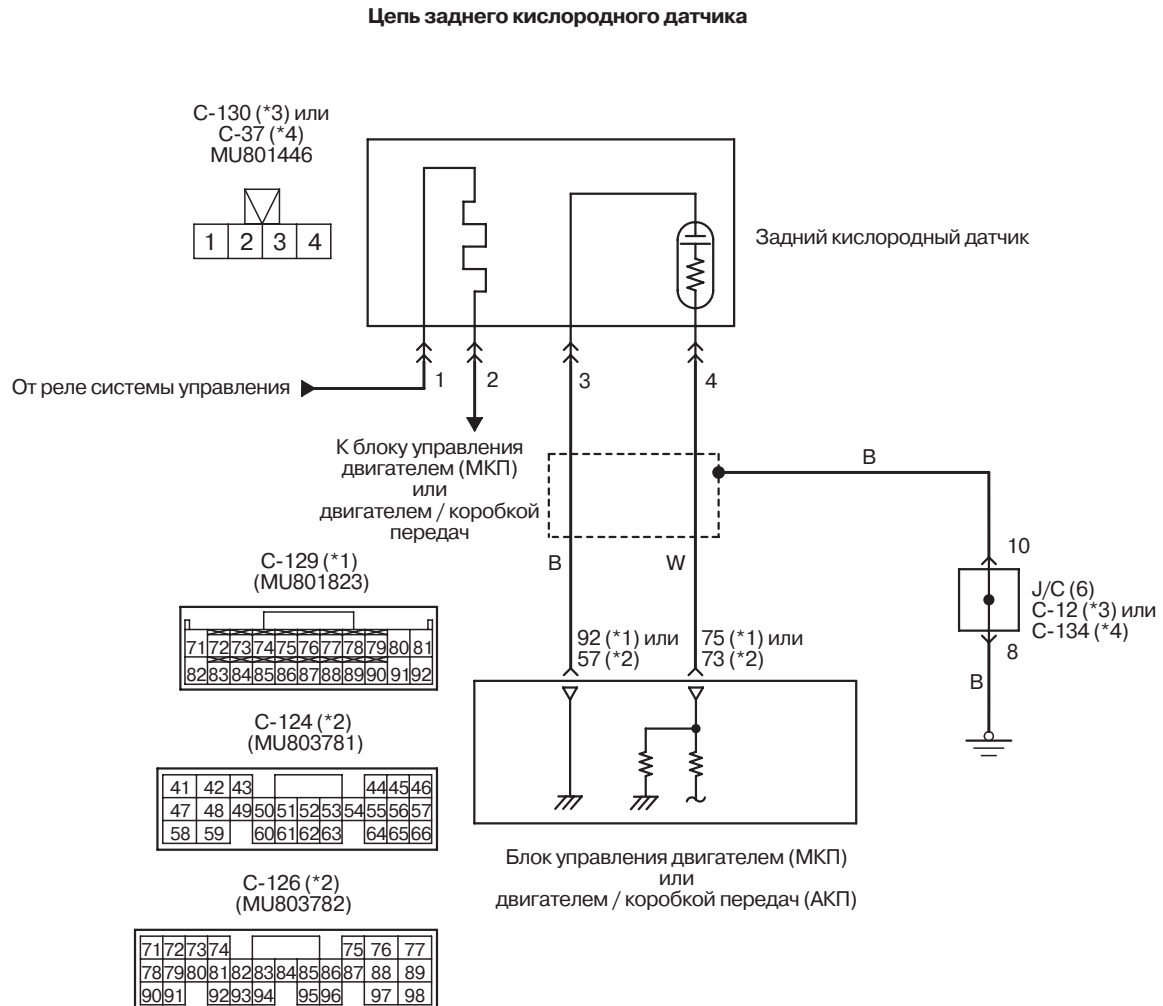 Цепь заднего кислородного датчика
C-130 (*3) или
C-37 (*4)
MU801446
1 2 3 4
Задний кислородный датчик
От реле системы управления
1
2
3
4
К блоку управления
двигателем (МКП)
или
двигателем / коробкой
передач
B
B
W
10
J/C (6)
C-12 (*3) или
C-134 (*4)
8
B
C-129 (*1)
(MU801823)
71 72 73 74 75 76 77 78 79 80 81
82 83 84 85 86 87 88 89 90 91 92
92 (*1) или
57 (*2)
75 (*1) или
73 (*2)
C-124 (*2)
(MU803781)
41 42 43 44 45 46
47 48 49 50 51 52 53 54 55 56 57
58 59 60 61 62 63 64 65 66
Блок управления двигателем (МКП)
или
двигателем / коробкой передач (АКП)
C-126 (*2)
(MU803782)
71 72 73 74 75 76 77
78 79 80 81 82 83 84 85 86 87 88 89
90 91 92 93 94 95 96 97 98